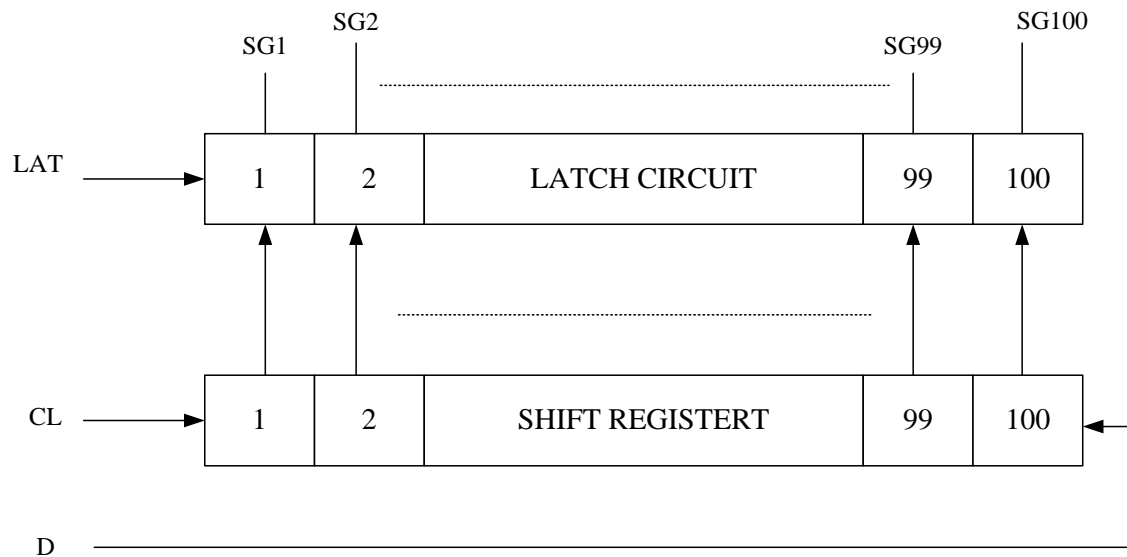 SG1 SG2 SG99 SG100
LAT 1 2 LATCH CIRCUIT 99 100
CL 1 2 SHIFT REGISTERT 99 100
D